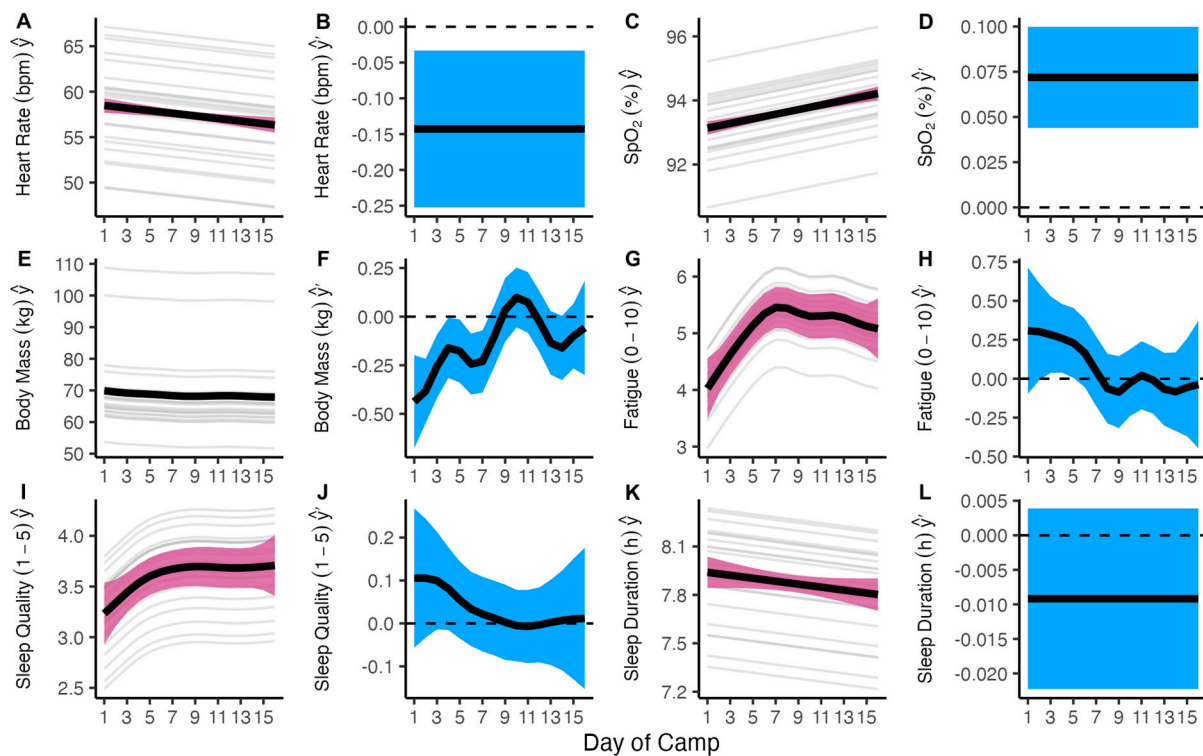 A
Heart Rate (bpm) ŷ
65
60
55
50
1 3 5 7 9 11 13 15
B
Heart Rate (bpm) ŷ′
0.00
-0.05
-0.10
-0.15
-0.20
-0.25
1 3 5 7 9 11 13 15
C
SpO₂ (%) ŷ
96
94
92
1 3 5 7 9 11 13 15
D
SpO₂ (%) ŷ′
0.100
0.075
0.050
0.025
0.000
1 3 5 7 9 11 13 15
E
Body Mass (kg) ŷ
110
100
90
80
70
60
50
1 3 5 7 9 11 13 15
F
Body Mass (kg) ŷ′
0.25
0.00
-0.25
-0.50
1 3 5 7 9 11 13 15
G
Fatigue (0 – 10) ŷ
6
5
4
3
1 3 5 7 9 11 13 15
H
Fatigue (0 – 10) ŷ′
0.75
0.50
0.25
0.00
-0.25
-0.50
1 3 5 7 9 11 13 15
I
Sleep Quality (1 – 5) ŷ
4.0
3.5
3.0
2.5
1 3 5 7 9 11 13 15
J
Sleep Quality (1 – 5) ŷ′
0.2
0.1
0.0
-0.1
1 3 5 7 9 11 13 15
K
Sleep Duration (h) ŷ
8.1
7.8
7.5
7.2
1 3 5 7 9 11 13 15
L
Sleep Duration (h) ŷ′
0.005
0.000
-0.005
-0.010
-0.015
-0.020
1 3 5 7 9 11 13 15
Day of Camp